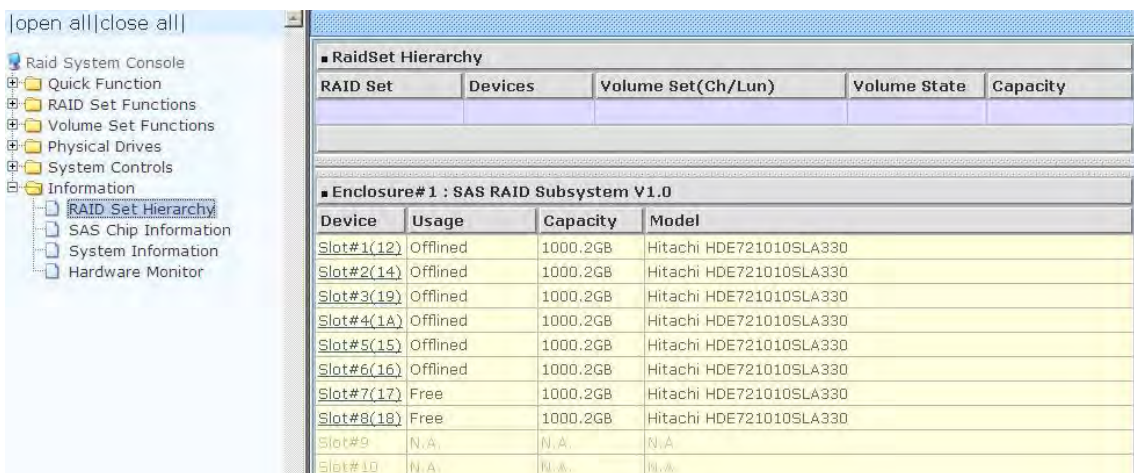 |open all|close all|
Raid System Console
Quick Function
RAID Set Functions
Volume Set Functions
Physical Drives
System Controls
Information
RAID Set Hierarchy
SAS Chip Information
System Information
Hardware Monitor
RaidSet Hierarchy
RAID Set Devices Volume Set(Ch/Lun) Volume State Capacity
Enclosure#1 : SAS RAID Subsystem V1.0
Device Usage Capacity Model
Slot#1(12) Offlined 1000.2GB Hitachi HDE721010SLA330
Slot#2(14) Offlined 1000.2GB Hitachi HDE721010SLA330
Slot#3(19) Offlined 1000.2GB Hitachi HDE721010SLA330
Slot#4(1A) Offlined 1000.2GB Hitachi HDE721010SLA330
Slot#5(15) Offlined 1000.2GB Hitachi HDE721010SLA330
Slot#6(16) Offlined 1000.2GB Hitachi HDE721010SLA330
Slot#7(17) Free 1000.2GB Hitachi HDE721010SLA330
Slot#8(18) Free 1000.2GB Hitachi HDE721010SLA330
Slot#9 N.A. N.A. N.A.
Slot#10 N.A. N.A. N.A.